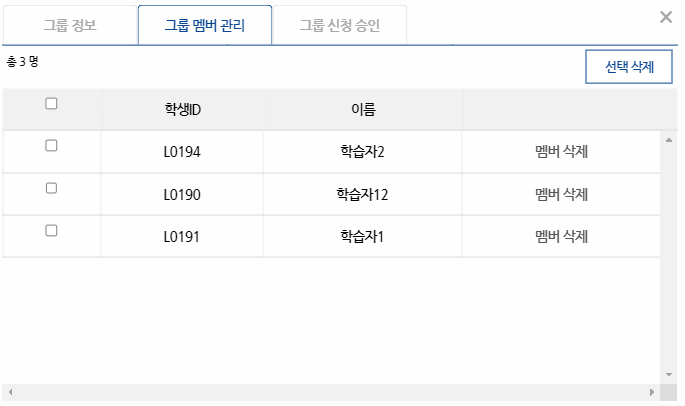 그룹 정보 그룹 멤버 관리 그룹 신청 승인
총 3 명 선택 삭제
학생ID 이름
L0194 학습자2 멤버 삭제
L0190 학습자12 멤버 삭제
L0191 학습자1 멤버 삭제